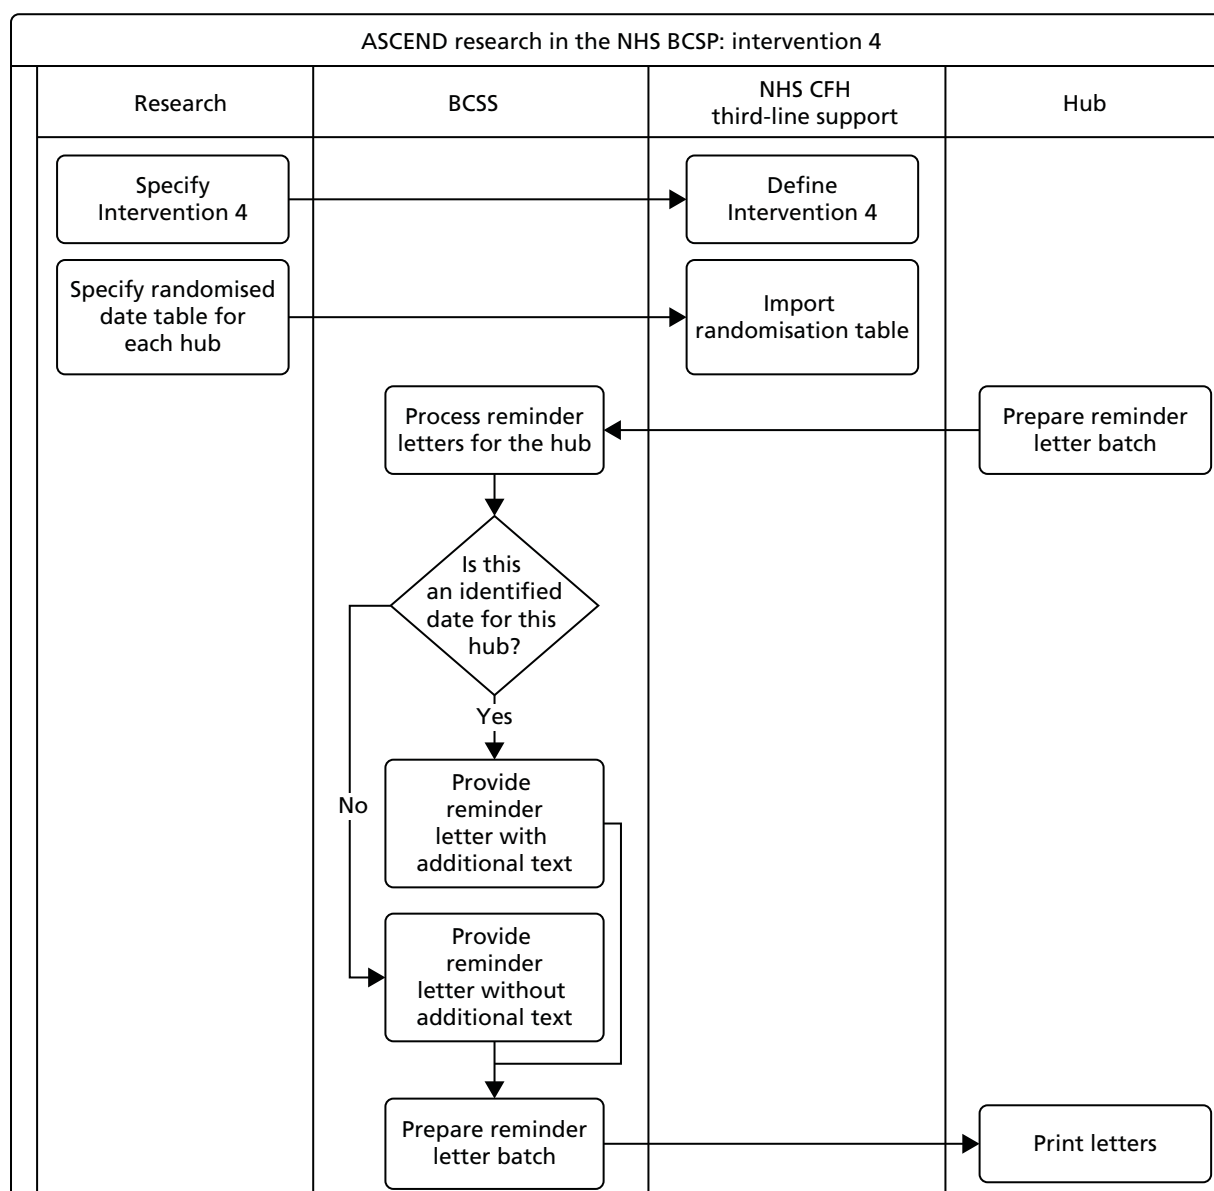 ASCEND research in the NHS BCSP: intervention 4
Research
BCSS
NHS CFH
third-line support
Hub
Specify
Intervention 4
Define
Intervention 4
Specify randomised
date table for
each hub
Import
randomisation table
Process reminder
letters for the hub
Prepare reminder
letter batch
Is this
an identified
date for this
hub?
Yes
No
Provide
reminder
letter with
additional text
Provide
reminder
letter without
additional text
Prepare reminder
letter batch
Print letters